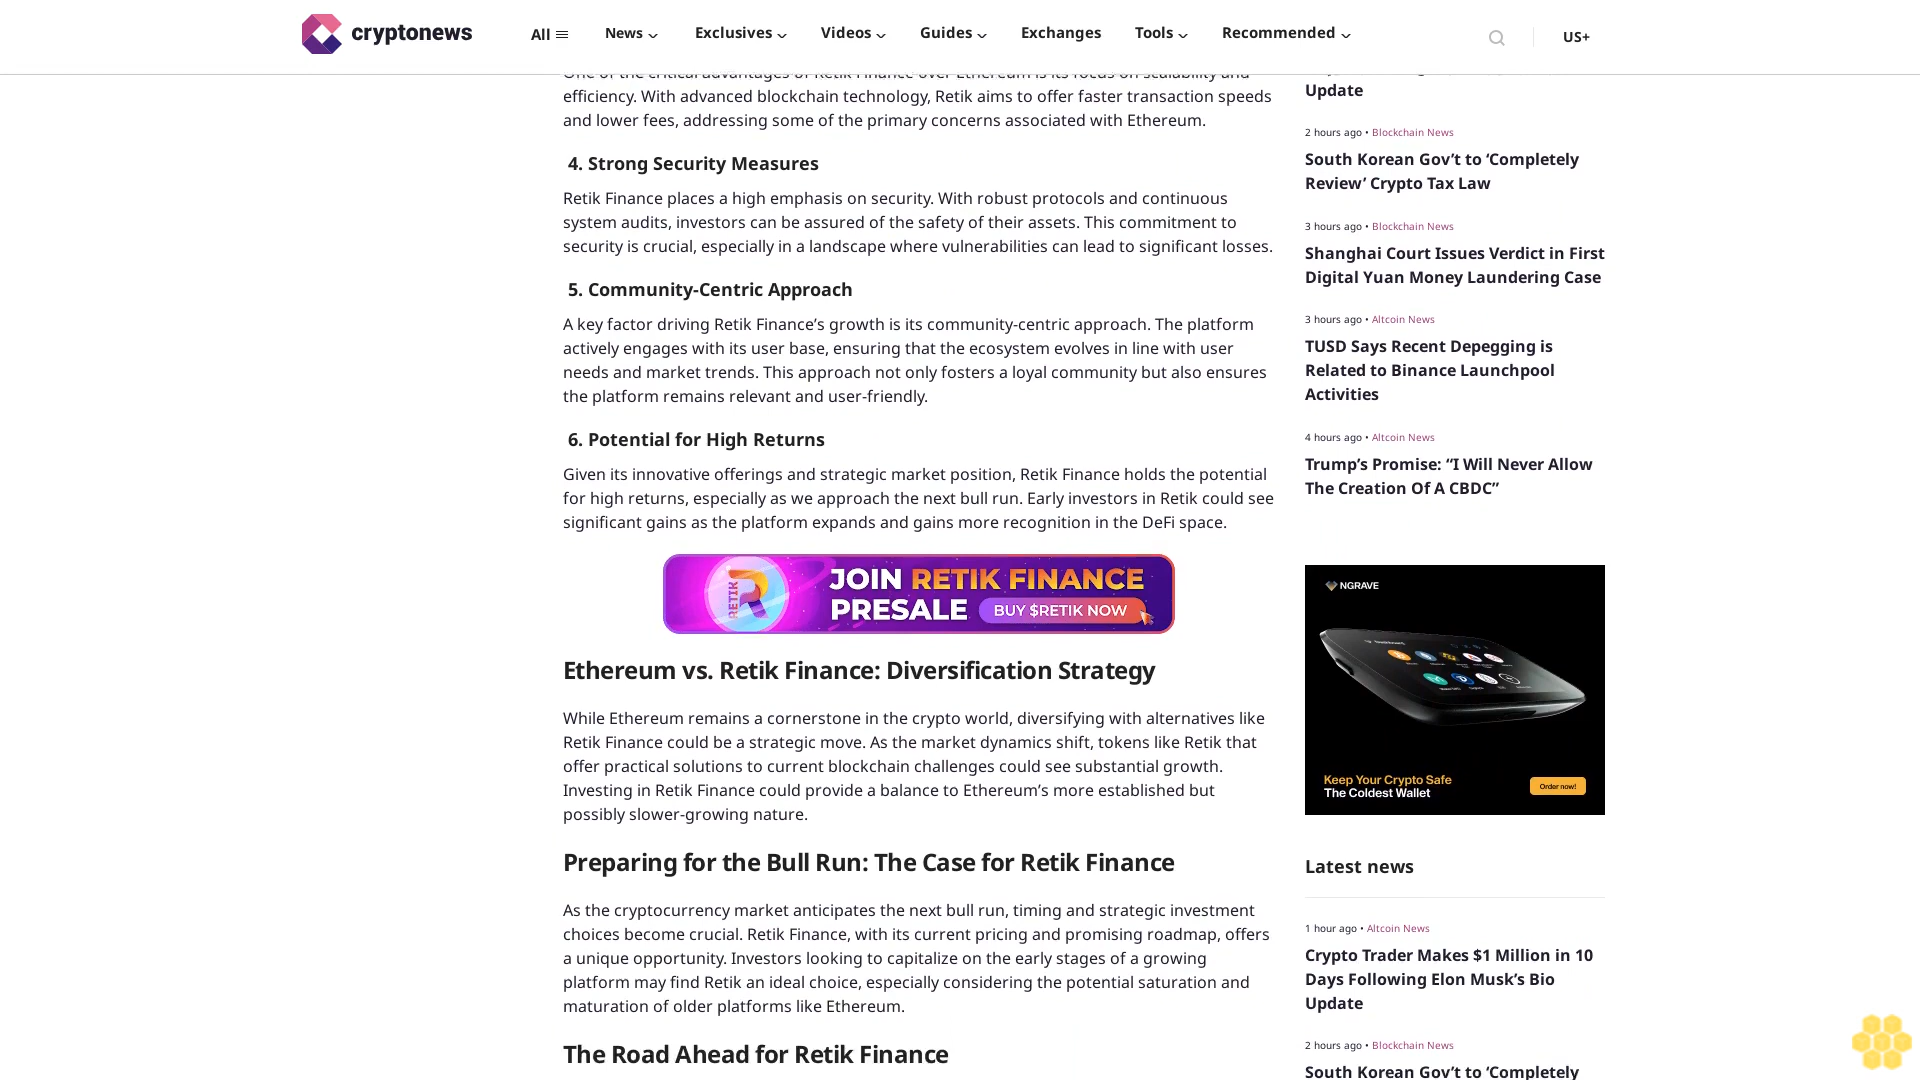 cryptonews
All
News
Exclusives
Videos
Guides
Exchanges
Tools
Recommended
US+
One of the critical advantages of Retik Finance over Ethereum is its focus on scalability and
efficiency. With advanced blockchain technology, Retik aims to offer faster transaction speeds
and lower fees, addressing some of the primary concerns associated with Ethereum.
4. Strong Security Measures
Retik Finance places a high emphasis on security. With robust protocols and continuous
system audits, investors can be assured of the safety of their assets. This commitment to
security is crucial, especially in a landscape where vulnerabilities can lead to significant losses.
5. Community-Centric Approach
A key factor driving Retik Finance’s growth is its community-centric approach. The platform
actively engages with its user base, ensuring that the ecosystem evolves in line with user
needs and market trends. This approach not only fosters a loyal community but also ensures
the platform remains relevant and user-friendly.
6. Potential for High Returns
Given its innovative offerings and strategic market position, Retik Finance holds the potential
for high returns, especially as we approach the next bull run. Early investors in Retik could see
significant gains as the platform expands and gains more recognition in the DeFi space.
RETIK
JOIN RETIK FINANCE
PRESALE BUY $RETIK NOW
Ethereum vs. Retik Finance: Diversification Strategy
While Ethereum remains a cornerstone in the crypto world, diversifying with alternatives like
Retik Finance could be a strategic move. As the market dynamics shift, tokens like Retik that
offer practical solutions to current blockchain challenges could see substantial growth.
Investing in Retik Finance could provide a balance to Ethereum’s more established but
possibly slower-growing nature.
Preparing for the Bull Run: The Case for Retik Finance
As the cryptocurrency market anticipates the next bull run, timing and strategic investment
choices become crucial. Retik Finance, with its current pricing and promising roadmap, offers
a unique opportunity. Investors looking to capitalize on the early stages of a growing
platform may find Retik an ideal choice, especially considering the potential saturation and
maturation of older platforms like Ethereum.
The Road Ahead for Retik Finance
Update
2 hours ago • Blockchain News
South Korean Gov’t to ‘Completely
Review’ Crypto Tax Law
3 hours ago • Blockchain News
Shanghai Court Issues Verdict in First
Digital Yuan Money Laundering Case
3 hours ago • Altcoin News
TUSD Says Recent Depegging is
Related to Binance Launchpool
Activities
4 hours ago • Altcoin News
Trump’s Promise: “I Will Never Allow
The Creation Of A CBDC”
NGRAVE
Keep Your Crypto Safe
The Coldest Wallet
Order now!
Latest news
1 hour ago • Altcoin News
Crypto Trader Makes $1 Million in 10
Days Following Elon Musk’s Bio
Update
2 hours ago • Blockchain News
South Korean Gov’t to ‘Completely